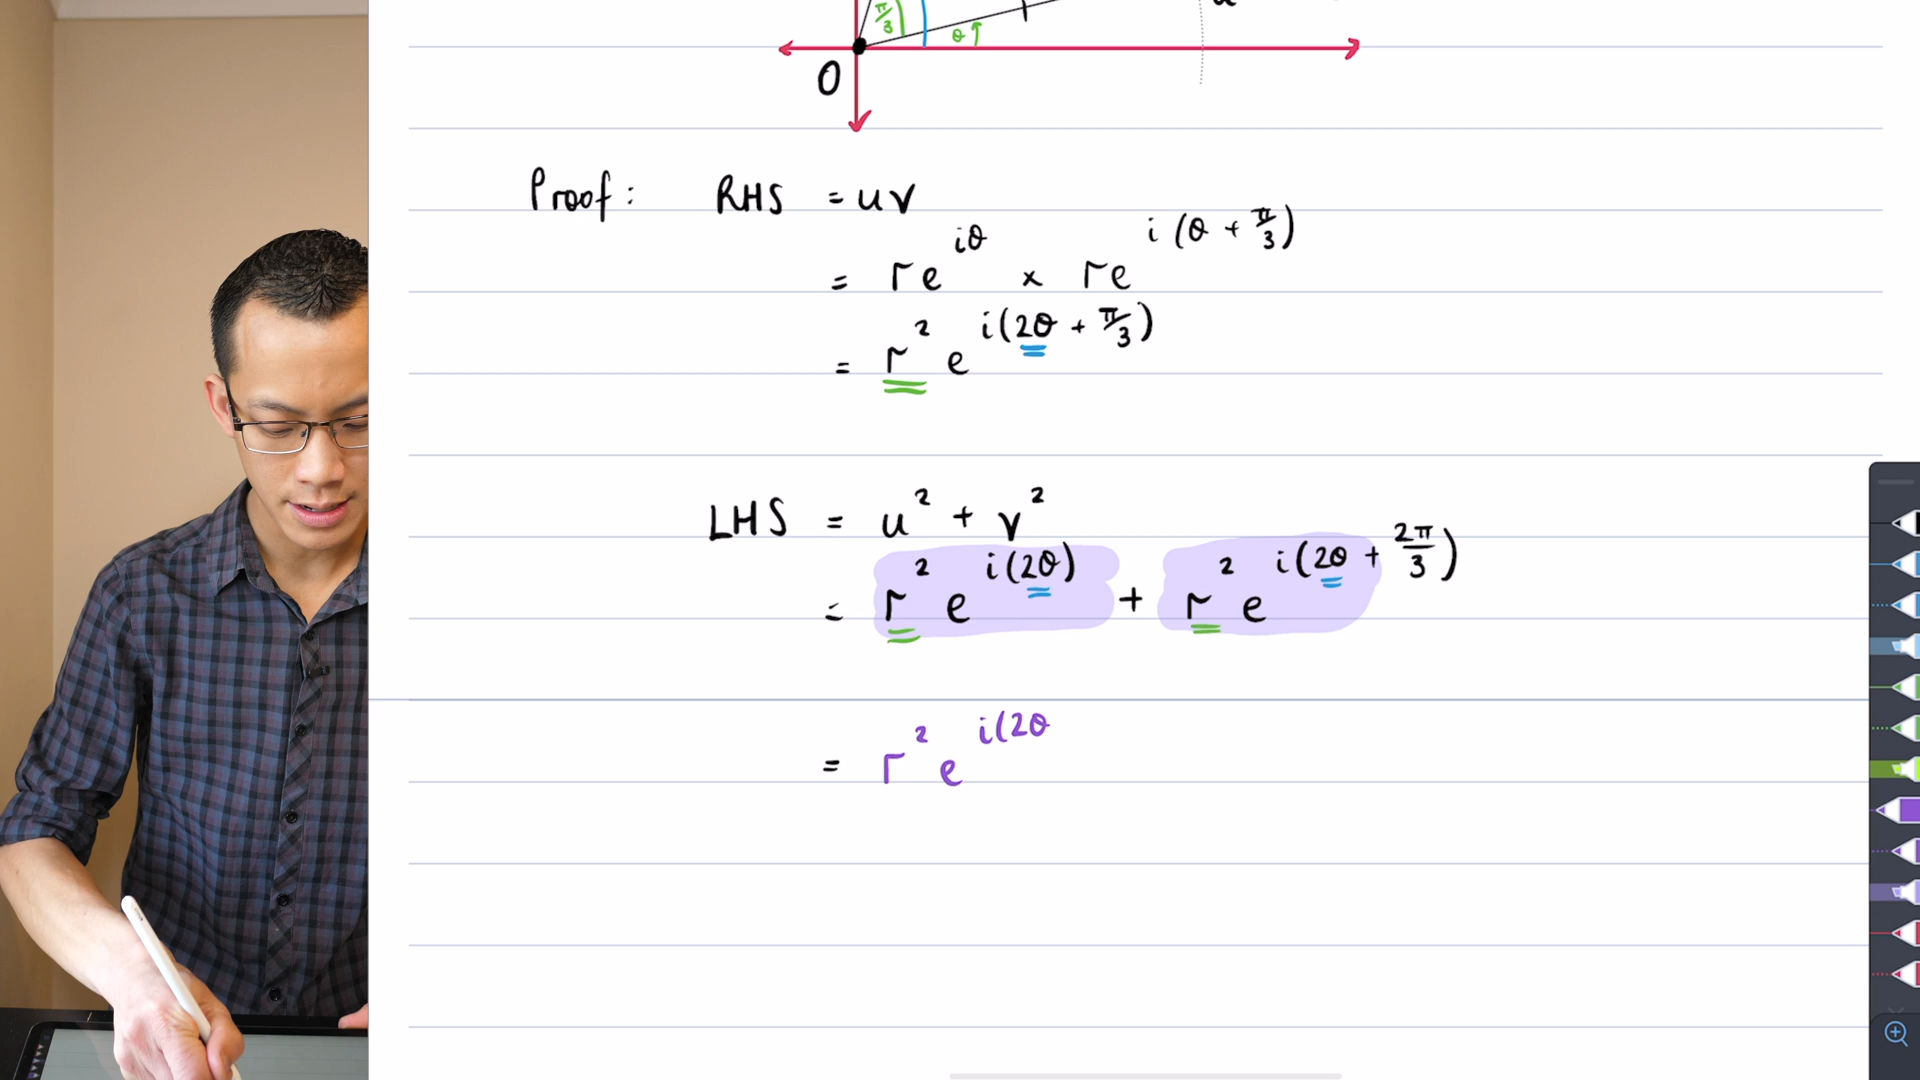 π/3 θ
O
Proof: RHS = uv
= re^{iθ} × re^{i(θ + π/3)}
= r² e^{i(2θ + π/3)}
LHS = u² + v²
= r² e^{i(2θ)} + r² e^{i(2θ + 2π/3)}
= r² e^{i(2θ